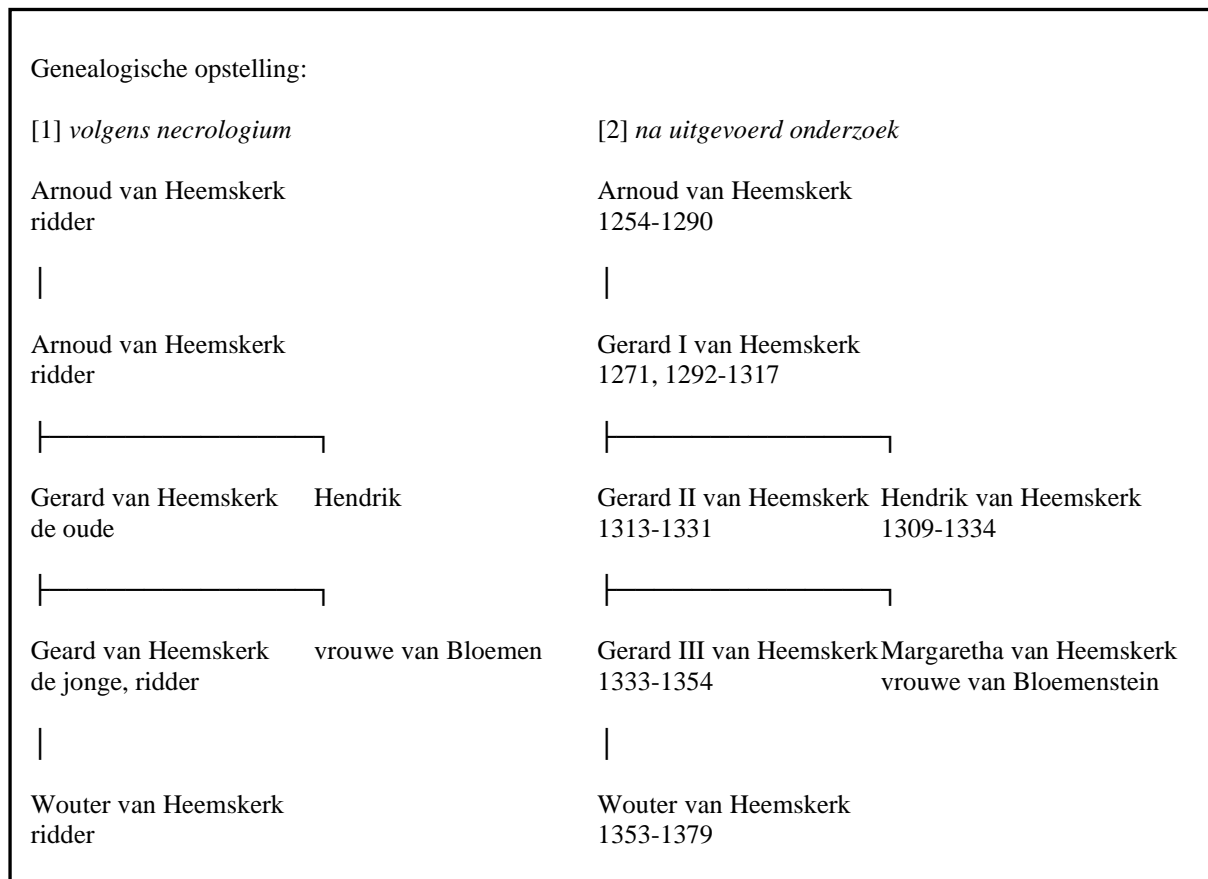 Genealogische opstelling:
[1] volgens necrologium [2] na uitgevoerd onderzoek
Arnoud van Heemskerk Arnoud van Heemskerk
ridder 1254-1290
Arnoud van Heemskerk Gerard I van Heemskerk
ridder 1271, 1292-1317
Gerard van Heemskerk Hendrik Gerard II van Heemskerk Hendrik van Heemskerk
de oude 1313-1331 1309-1334
Geard van Heemskerk vrouwe van Bloemen Gerard III van Heemskerk Margaretha van Heemskerk
de jonge, ridder 1333-1354 vrouwe van Bloemenstein
Wouter van Heemskerk Wouter van Heemskerk
ridder 1353-1379